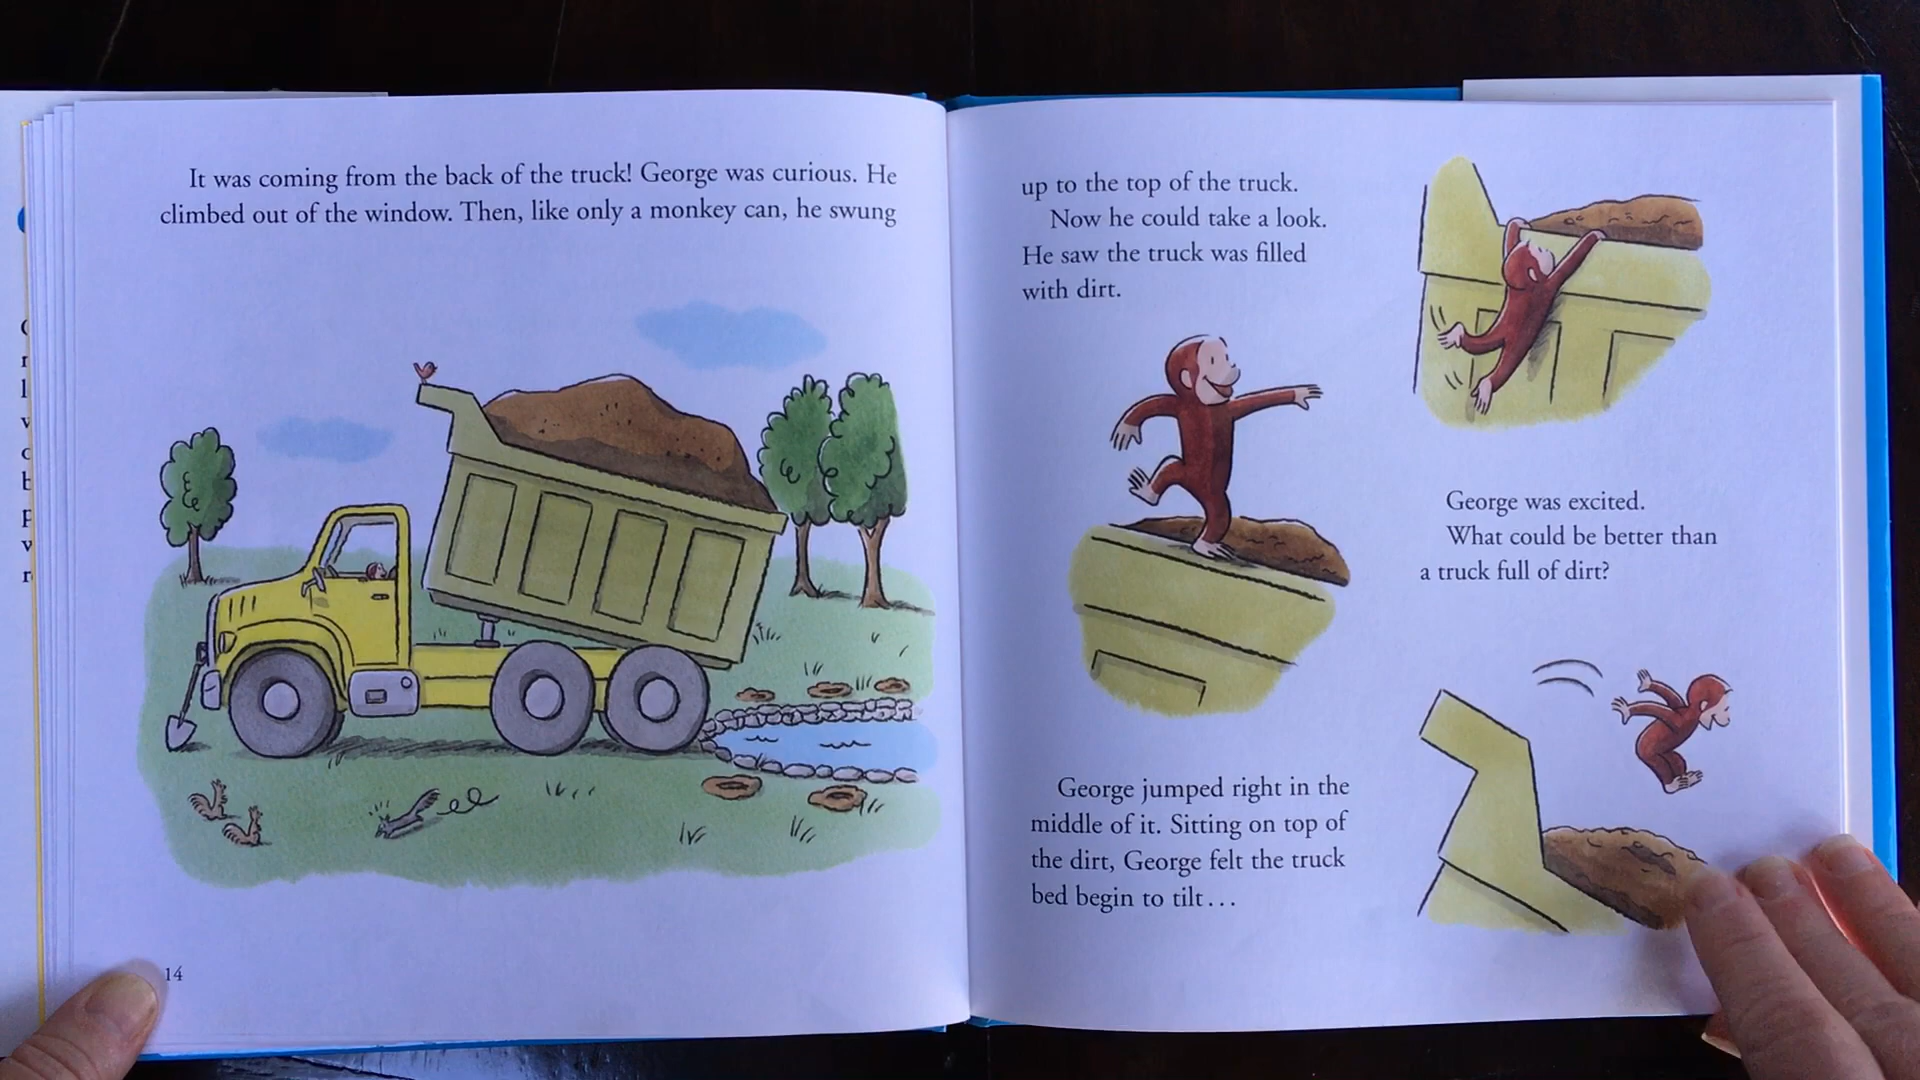 It was coming from the back of the truck! George was curious. He
climbed out of the window. Then, like only a monkey can, he swung
14
up to the top of the truck.
Now he could take a look.
He saw the truck was filled
with dirt.
George was excited.
What could be better than
a truck full of dirt?
George jumped right in the
middle of it. Sitting on top of
the dirt, George felt the truck
bed begin to tilt...